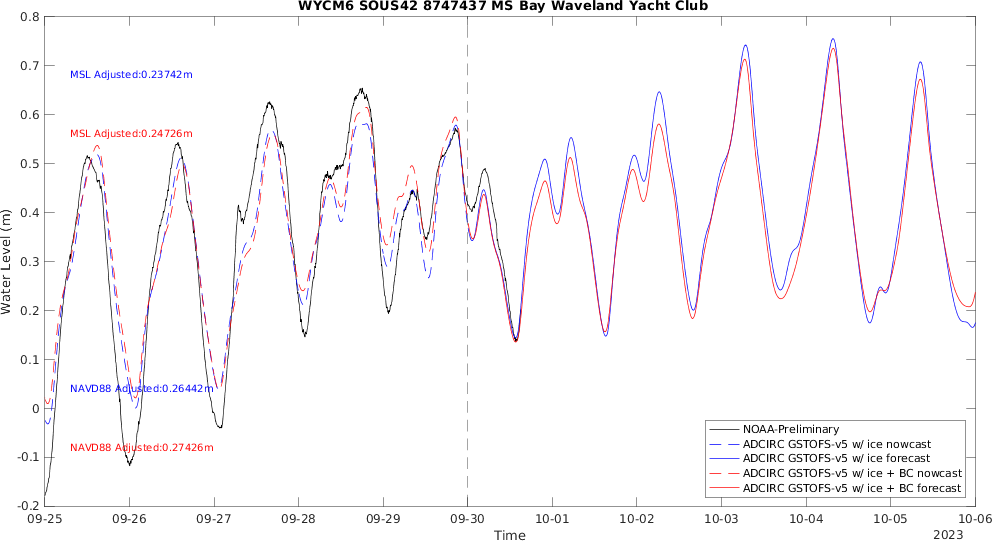 WYCM6 SOUS42 8747437 MS Bay Waveland Yacht Club
Water Level (m)
0.8
0.7
0.6
0.5
0.4
0.3
0.2
0.1
0
-0.1
-0.2
MSL Adjusted:0.23742m
MSL Adjusted:0.24726m
NAVD88 Adjusted:0.26442m
NAVD88 Adjusted:0.27426m
NOAA-Preliminary
ADCIRC GSTOFS-v5 w/ ice nowcast
ADCIRC GSTOFS-v5 w/ ice forecast
ADCIRC GSTOFS-v5 w/ ice + BC nowcast
ADCIRC GSTOFS-v5 w/ ice + BC forecast
09-25 09-26 09-27 09-28 09-29 09-30 10-01 10-02 10-03 10-04 10-05 10-06
Time
2023